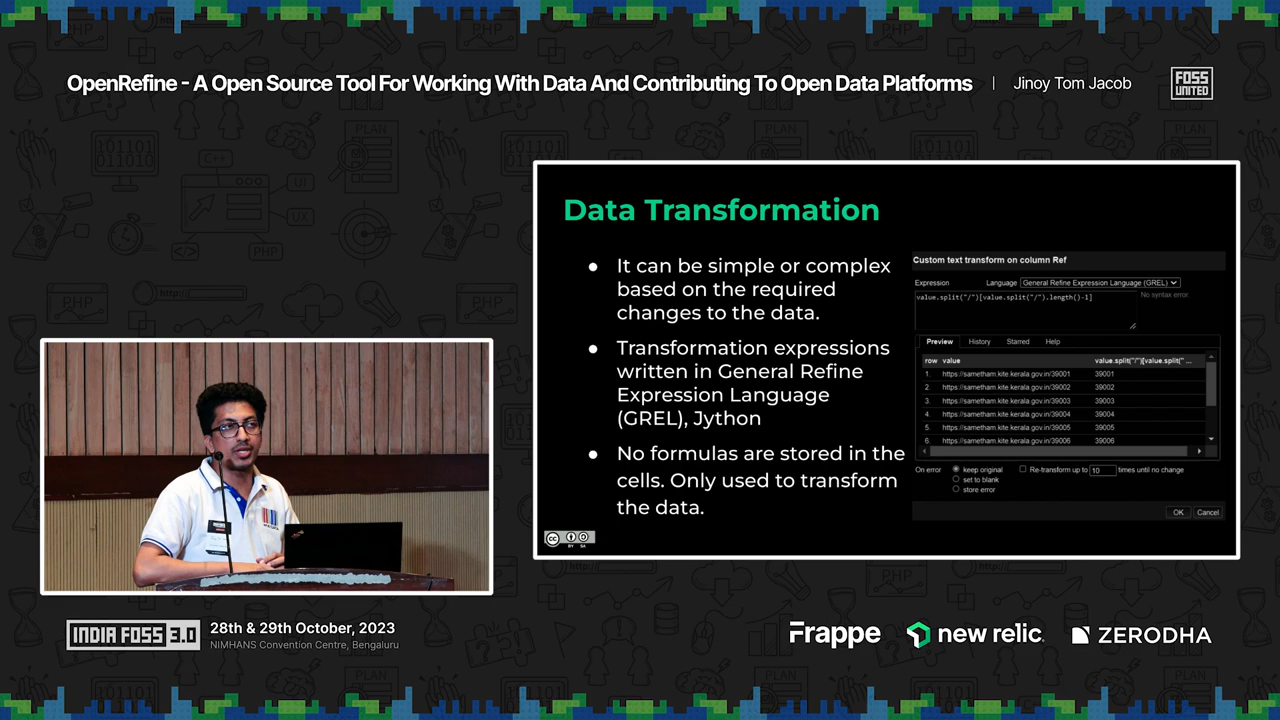 OpenRefine - A Open Source Tool For Working With Data And Contributing To Open Data Platforms
Jinoy Tom Jacob
FOSS
UNITED
Data Transformation
● It can be simple or complex
based on the required
changes to the data.
● Transformation expressions
written in General Refine
Expression Language
(GREL), Jython
● No formulas are stored in the
cells. Only used to transform
the data.
Custom text transform on column Ref
Expression Language General Refine Expression Language (GREL)
value.split("/")[value.split("/").length()-1]
No syntax error.
Preview History Starred Help
row value value.split("/")[value.split("/" ...
1. https://sametham.kite.kerala.gov.in/39001 39001
2. https://sametham.kite.kerala.gov.in/39002 39002
3. https://sametham.kite.kerala.gov.in/39003 39003
4. https://sametham.kite.kerala.gov.in/39004 39004
5. https://sametham.kite.kerala.gov.in/39005 39005
6. https://sametham.kite.kerala.gov.in/39006 39006
On error keep original Re-transform up to 10 times until no change
set to blank
store error
OK Cancel
CC BY SA
INDIA FOSS 3.0
28th & 29th October, 2023
NIMHANS Convention Centre, Bengaluru
Frappe
new relic
ZERODHA